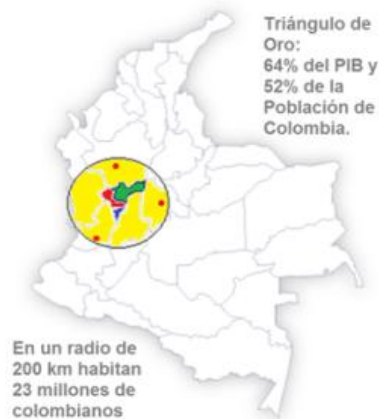 Triángulo de
Oro:
64% del PIB y
52% de la
Población de
Colombia.
En un radio de
200 km habitan
23 millones de
colombianos